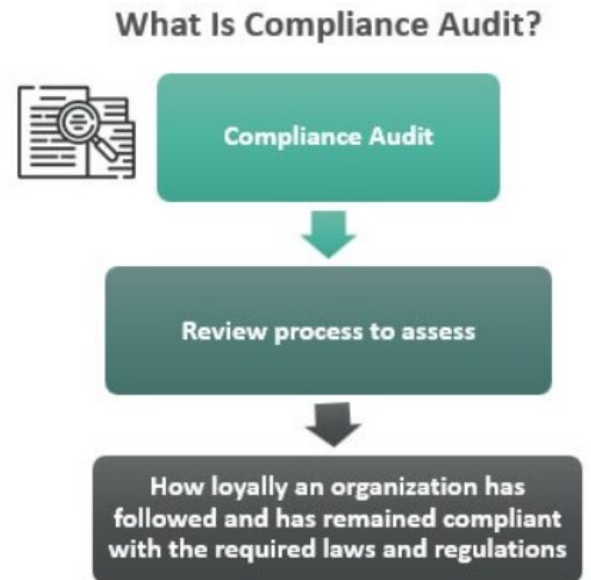 What Is Compliance Audit?
Compliance Audit
Review process to assess
How loyally an organization has
followed and has remained compliant
with the required laws and regulations